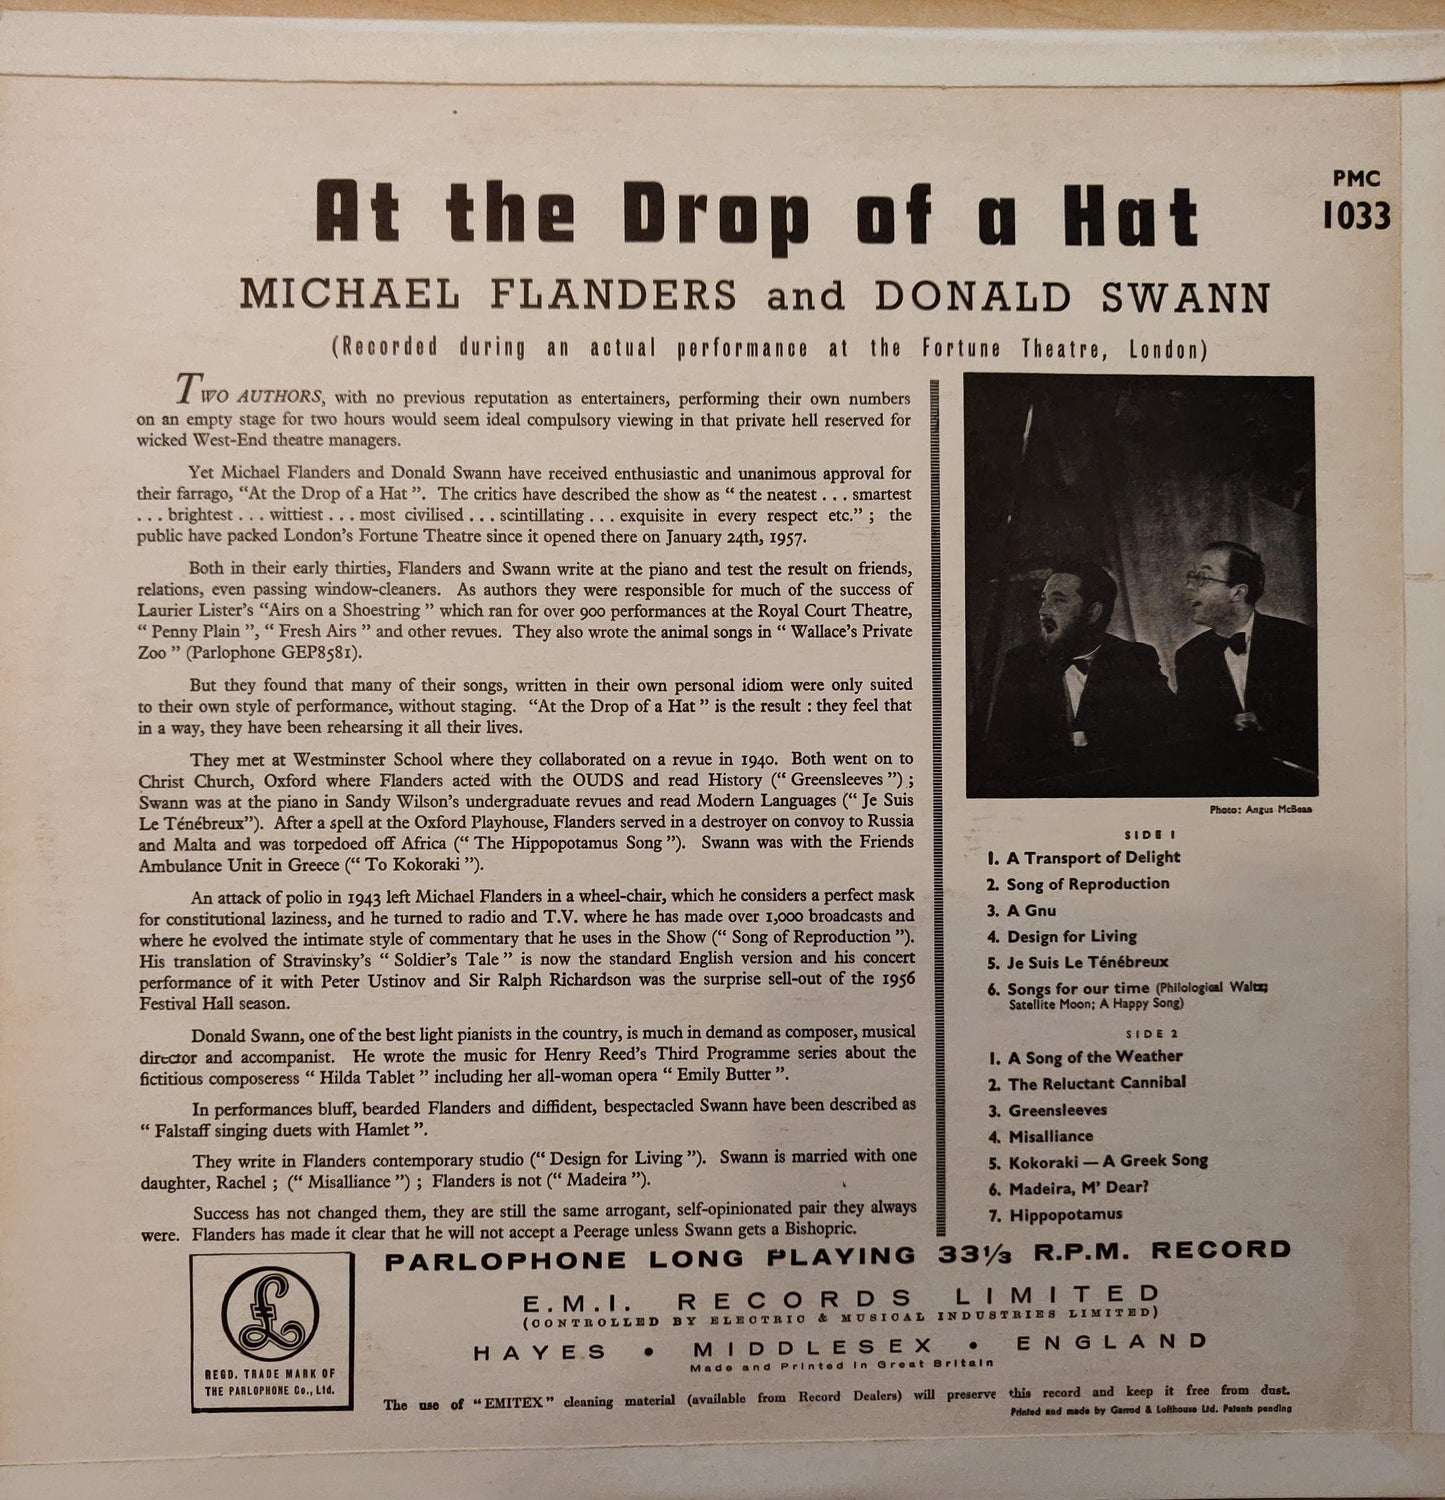 At the Drop of a Hat
PMC
1033
MICHAEL FLANDERS and DONALD SWANN
(Recorded during an actual performance at the Fortune Theatre, London)
TWO AUTHORS, with no previous reputation as entertainers, performing their own numbers
on an empty stage for two hours would seem ideal compulsory viewing in that private hell reserved for
wicked West-End theatre managers.
Yet Michael Flanders and Donald Swann have received enthusiastic and unanimous approval for
their farrago, “At the Drop of a Hat”. The critics have described the show as “ the neatest . . . smartest
. . . brightest . . . wittiest . . . most civilised . . . scintillating . . . exquisite in every respect etc.” ; the
public have packed London’s Fortune Theatre since it opened there on January 24th, 1957.
Both in their early thirties, Flanders and Swann write at the piano and test the result on friends,
relations, even passing window-cleaners. As authors they were responsible for much of the success of
Laurier Lister’s “Airs on a Shoestring ” which ran for over 900 performances at the Royal Court Theatre,
“ Penny Plain ”, “ Fresh Airs ” and other revues. They also wrote the animal songs in “ Wallace’s Private
Zoo ” (Parlophone GEP8581).
But they found that many of their songs, written in their own personal idiom were only suited
to their own style of performance, without staging. “At the Drop of a Hat ” is the result : they feel that
in a way, they have been rehearsing it all their lives.
They met at Westminster School where they collaborated on a revue in 1940. Both went on to
Christ Church, Oxford where Flanders acted with the OUDS and read History (“ Greensleeves ”) ;
Swann was at the piano in Sandy Wilson’s undergraduate revues and read Modern Languages (“ Je Suis
Le Ténébreux”). After a spell at the Oxford Playhouse, Flanders served in a destroyer on convoy to Russia
and Malta and was torpedoed off Africa (“ The Hippopotamus Song ”). Swann was with the Friends
Ambulance Unit in Greece (“ To Kokoraki ”).
An attack of polio in 1943 left Michael Flanders in a wheel-chair, which he considers a perfect mask
for constitutional laziness, and he turned to radio and T.V. where he has made over 1,000 broadcasts and
where he evolved the intimate style of commentary that he uses in the Show (“ Song of Reproduction ”).
His translation of Stravinsky’s “ Soldier’s Tale ” is now the standard English version and his concert
performance of it with Peter Ustinov and Sir Ralph Richardson was the surprise sell-out of the 1956
Festival Hall season.
Donald Swann, one of the best light pianists in the country, is much in demand as composer, musical
director and accompanist. He wrote the music for Henry Reed’s Third Programme series about the
fictitious composeress “ Hilda Tablet ” including her all-woman opera “ Emily Butter ”.
In performances bluff, bearded Flanders and diffident, bespectacled Swann have been described as
“ Falstaff singing duets with Hamlet ”.
They write in Flanders contemporary studio (“ Design for Living ”). Swann is married with one
daughter, Rachel ; (“ Misalliance ”) ; Flanders is not (“ Madeira ”).
Success has not changed them, they are still the same arrogant, self-opinionated pair they always
were. Flanders has made it clear that he will not accept a Peerage unless Swann gets a Bishopric.
Photo: Angus McBean
SIDE 1
1. A Transport of Delight
2. Song of Reproduction
3. A Gnu
4. Design for Living
5. Je Suis Le Ténébreux
6. Songs for our time (Philological Waltz;
Satellite Moon; A Happy Song)
SIDE 2
1. A Song of the Weather
2. The Reluctant Cannibal
3. Greensleeves
4. Misalliance
5. Kokoraki — A Greek Song
6. Madeira, M’ Dear?
7. Hippopotamus
REGD. TRADE MARK OF
THE PARLOPHONE Co., Ltd.
PARLOPHONE LONG PLAYING 33⅓ R.P.M. RECORD
E.M.I. RECORDS LIMITED
(CONTROLLED BY ELECTRIC & MUSICAL INDUSTRIES LIMITED)
HAYES • MIDDLESEX • ENGLAND
Made and Printed in Great Britain
The use of “EMITEX” cleaning material (available from Record Dealers) will preserve this record and keep it free from dust.
Printed and made by Garrod & Lofthouse Ltd. Patents pending